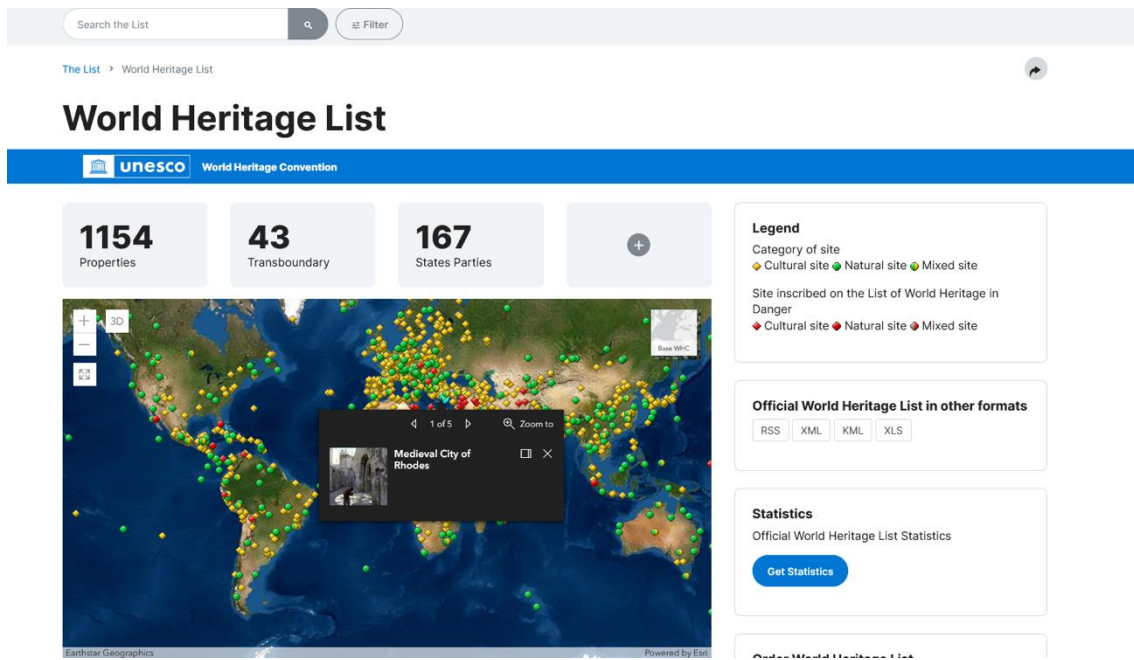 Search the List
Filter
The List > World Heritage List
World Heritage List
unesco World Heritage Convention
1154
Properties
43
Transboundary
167
States Parties
+
+
3D
−
Base WHC
1 of 5
Zoom to
Medieval City of
Rhodes
Earthstar Geographics
Powered by Esri
Legend
Category of site
Cultural site Natural site Mixed site
Site inscribed on the List of World Heritage in
Danger
Cultural site Natural site Mixed site
Official World Heritage List in other formats
RSS XML KML XLS
Statistics
Official World Heritage List Statistics
Get Statistics
Order World Heritage List